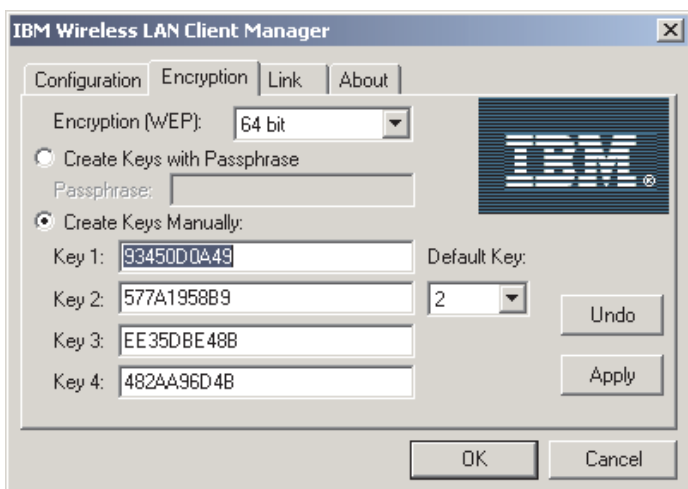 IBM Wireless LAN Client Manager
Configuration Encryption Link About
Encryption (WEP): 64 bit
Create Keys with Passphrase
Passphrase:
IBM®
Create Keys Manually:
Key 1: 93450D0A49
Default Key:
Key 2: 577A1958B9
2
Undo
Key 3: EE35DBE48B
Key 4: 482AA96D4B
Apply
OK Cancel